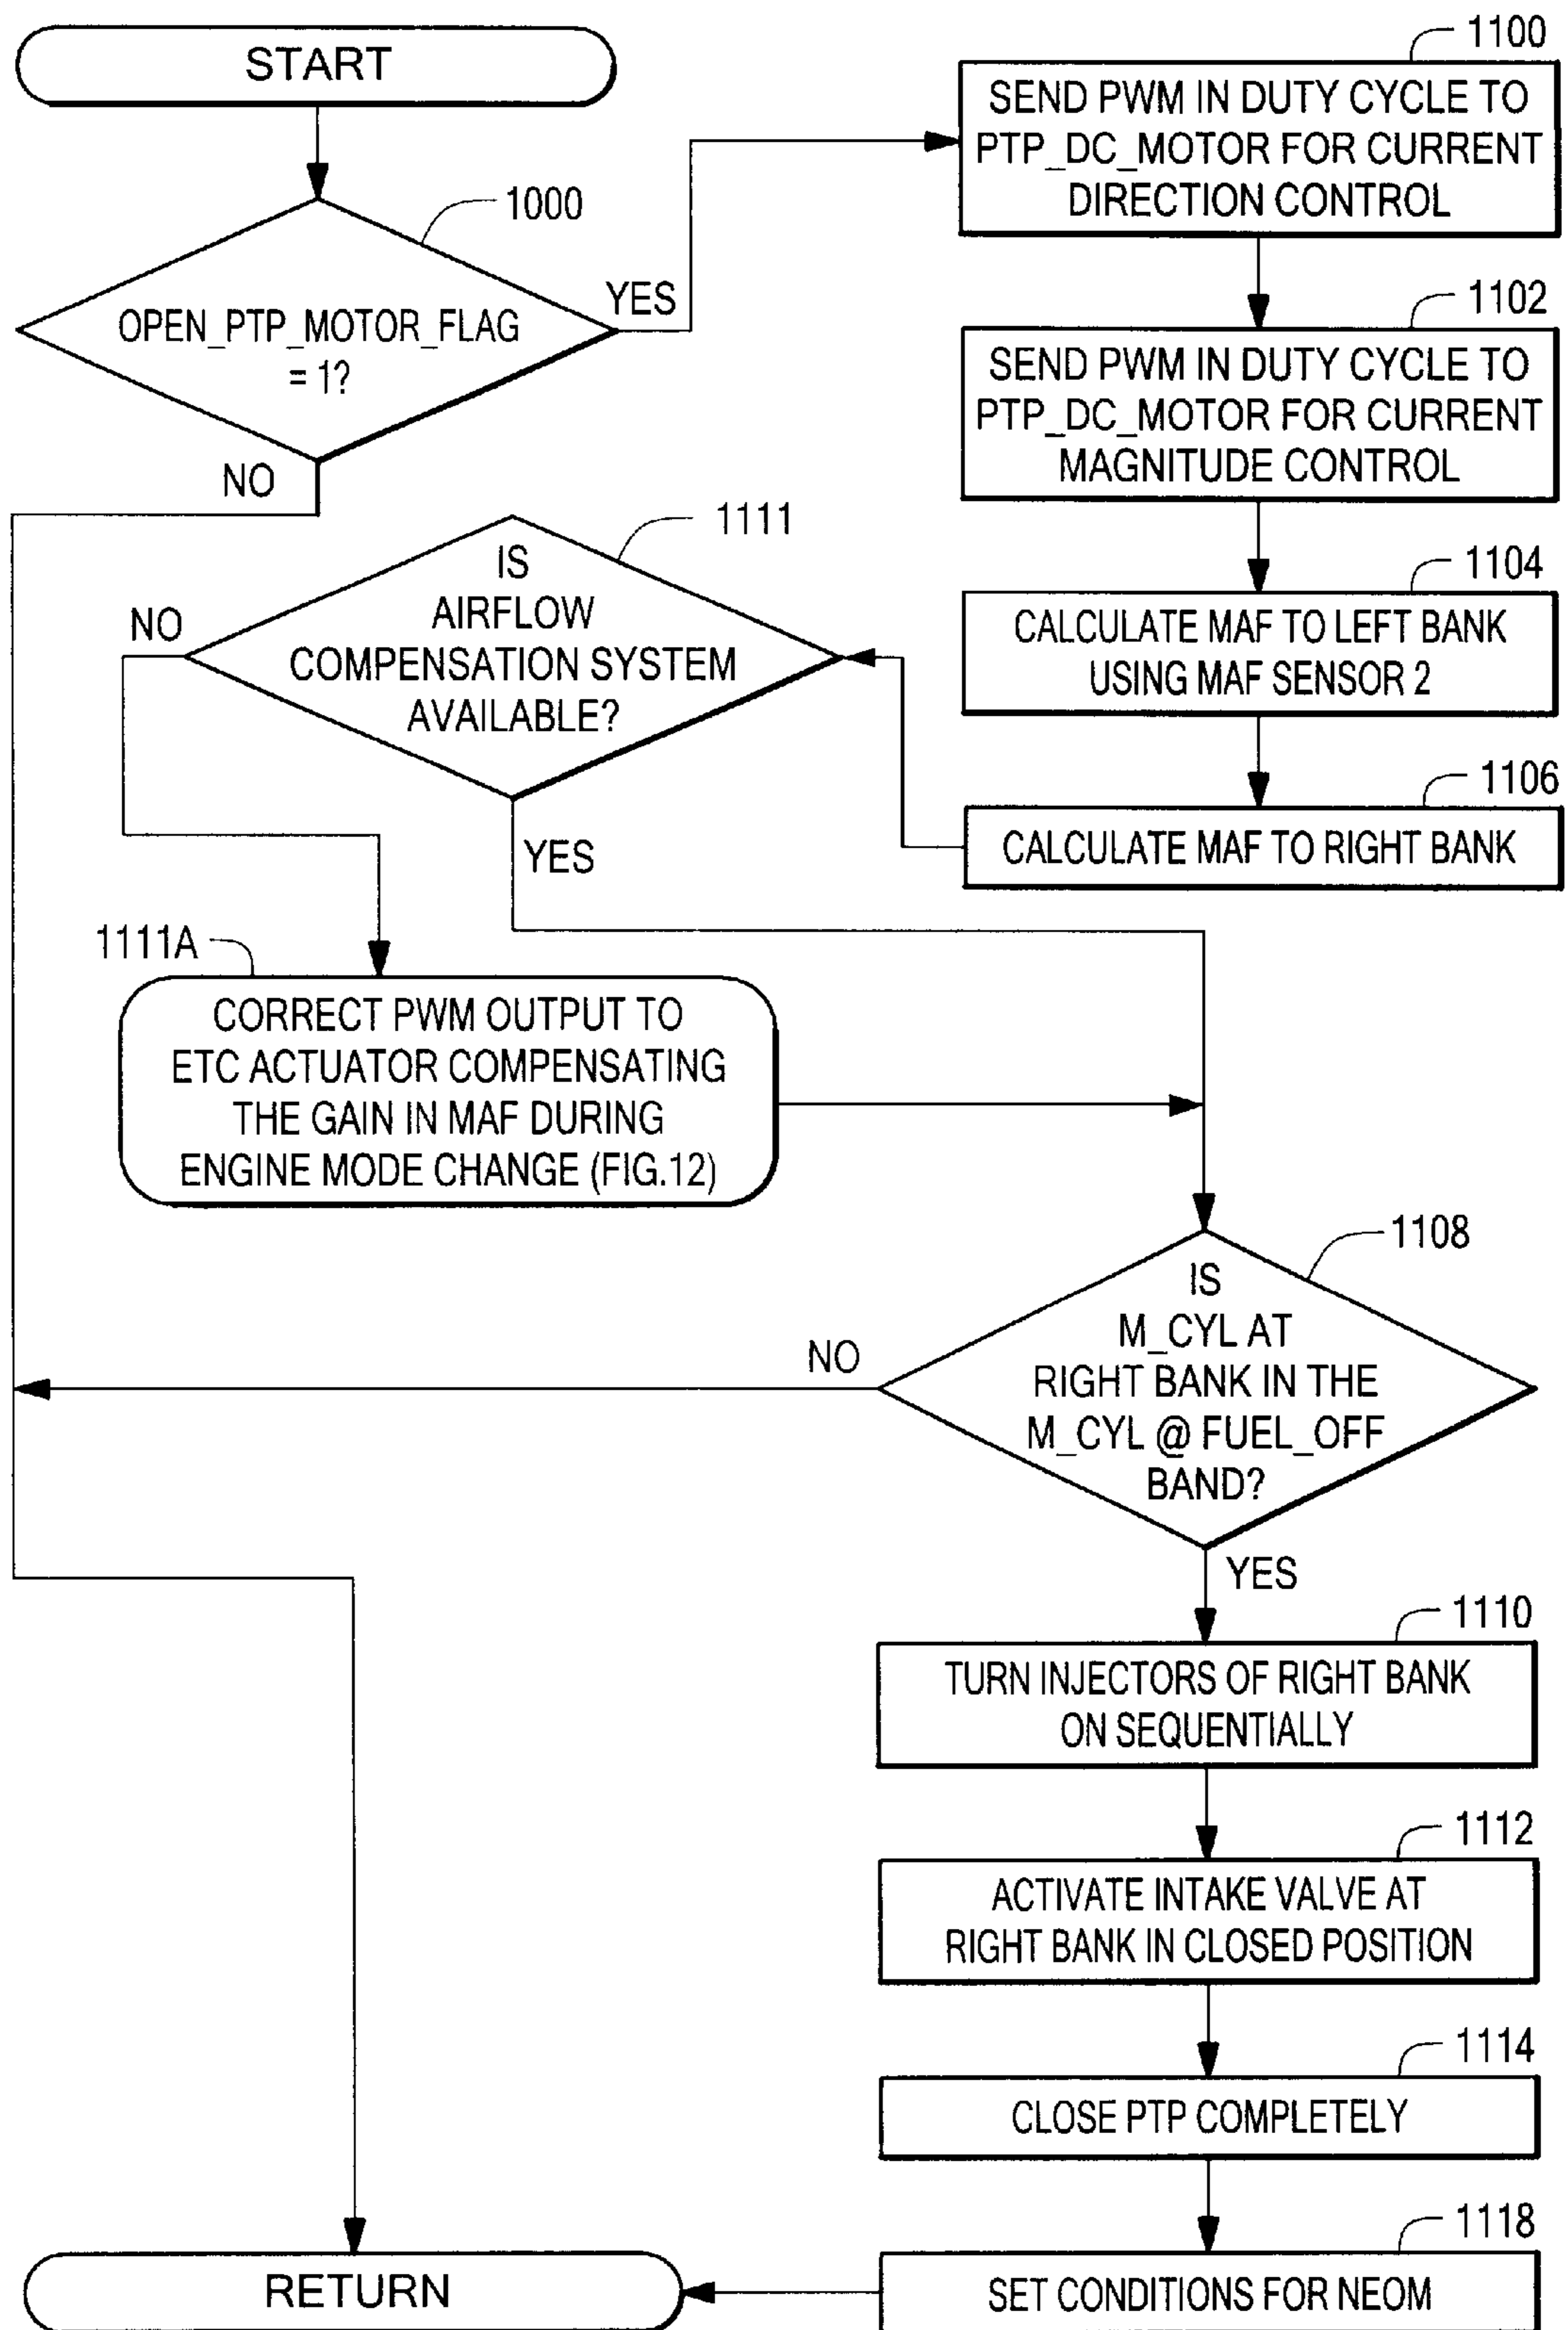 START
1000
OPEN_PTP_MOTOR_FLAG
= 1?
YES
NO
1100
SEND PWM IN DUTY CYCLE TO
PTP_DC_MOTOR FOR CURRENT
DIRECTION CONTROL
1102
SEND PWM IN DUTY CYCLE TO
PTP_DC_MOTOR FOR CURRENT
MAGNITUDE CONTROL
1104
CALCULATE MAF TO LEFT BANK
USING MAF SENSOR 2
1106
CALCULATE MAF TO RIGHT BANK
1111
IS
AIRFLOW
COMPENSATION SYSTEM
AVAILABLE?
NO
YES
1111A
CORRECT PWM OUTPUT TO
ETC ACTUATOR COMPENSATING
THE GAIN IN MAF DURING
ENGINE MODE CHANGE (FIG.12)
1108
IS
M_CYL AT
RIGHT BANK IN THE
M_CYL @ FUEL_OFF
BAND?
NO
YES
1110
TURN INJECTORS OF RIGHT BANK
ON SEQUENTIALLY
1112
ACTIVATE INTAKE VALVE AT
RIGHT BANK IN CLOSED POSITION
1114
CLOSE PTP COMPLETELY
1118
SET CONDITIONS FOR NEOM
RETURN